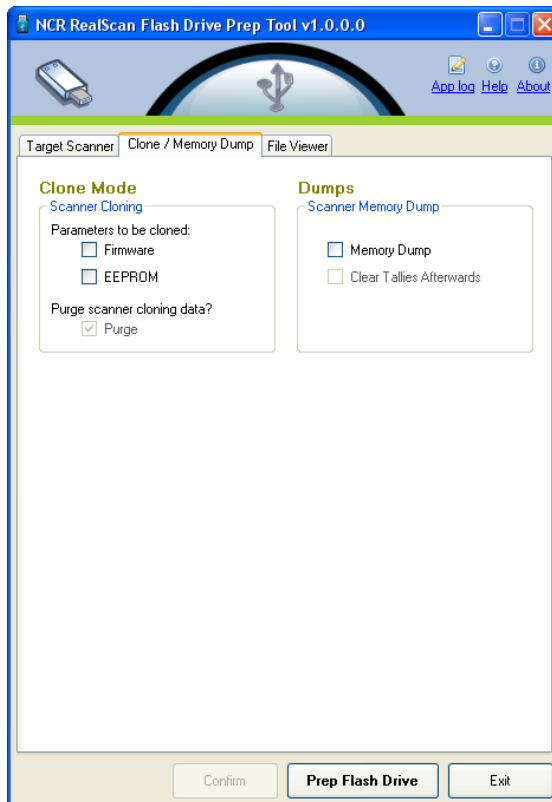 NCR RealScan Flash Drive Prep Tool v1.0.0.0
App log Help About
Target Scanner Clone / Memory Dump File Viewer
Clone Mode
Scanner Cloning
Parameters to be cloned:
Firmware
EEPROM
Purge scanner cloning data?
Purge
Dumps
Scanner Memory Dump
Memory Dump
Clear Tallies Afterwards
Confirm Prep Flash Drive Exit